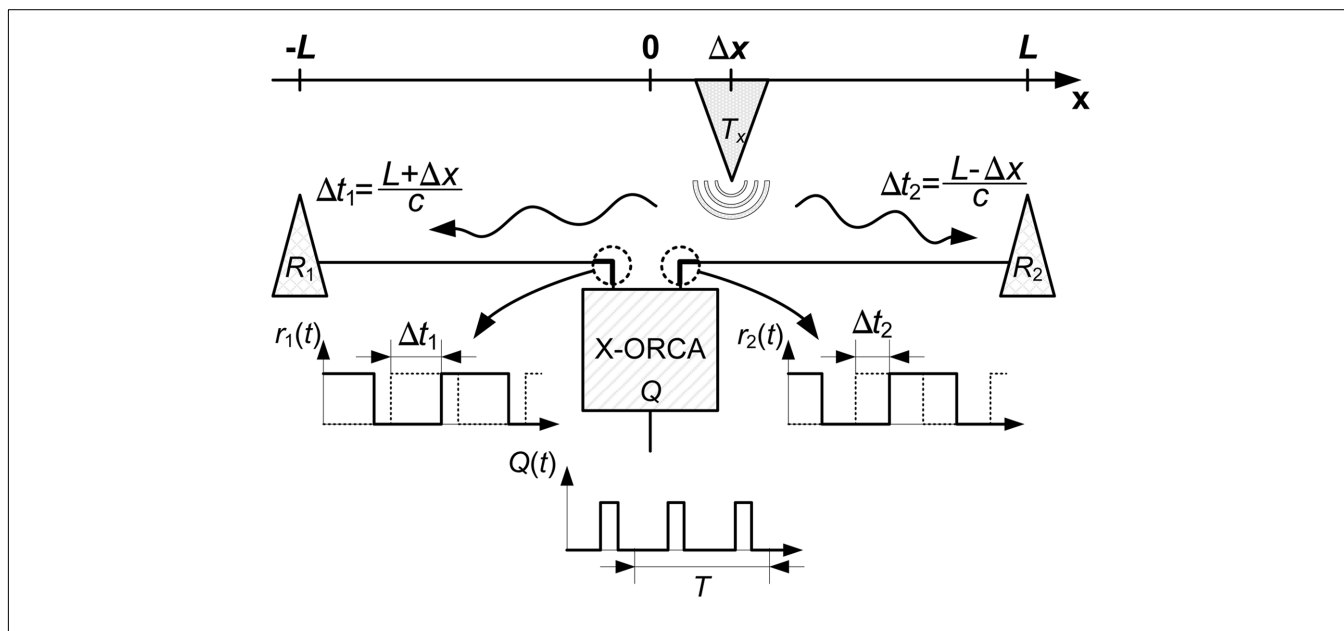 -L 0 Δx L
x
Tx
Δt1= L+Δx / c
Δt2= L-Δx / c
R1
R2
r1(t)
Δt1
X-ORCA
Q
r2(t)
Δt2
Q(t)
T